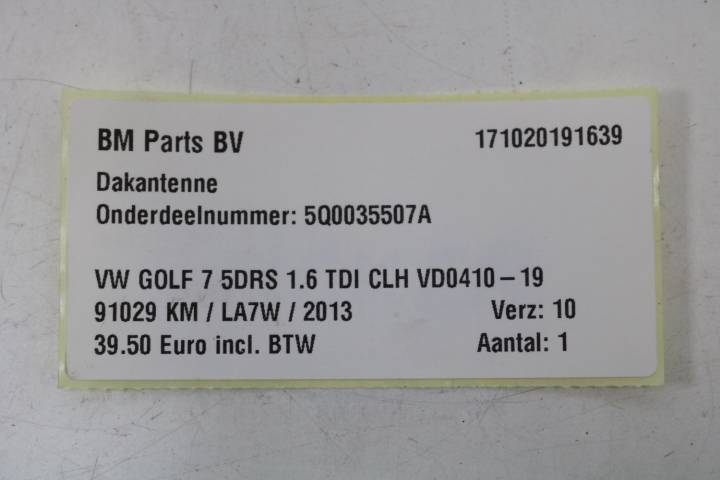 BM Parts BV 171020191639
Dakantenne
Onderdeelnummer: 5Q0035507A
VW GOLF 7 5DRS 1.6 TDI CLH VD0410-19
91029 KM / LA7W / 2013 Verz: 10
39.50 Euro incl. BTW Aantal: 1